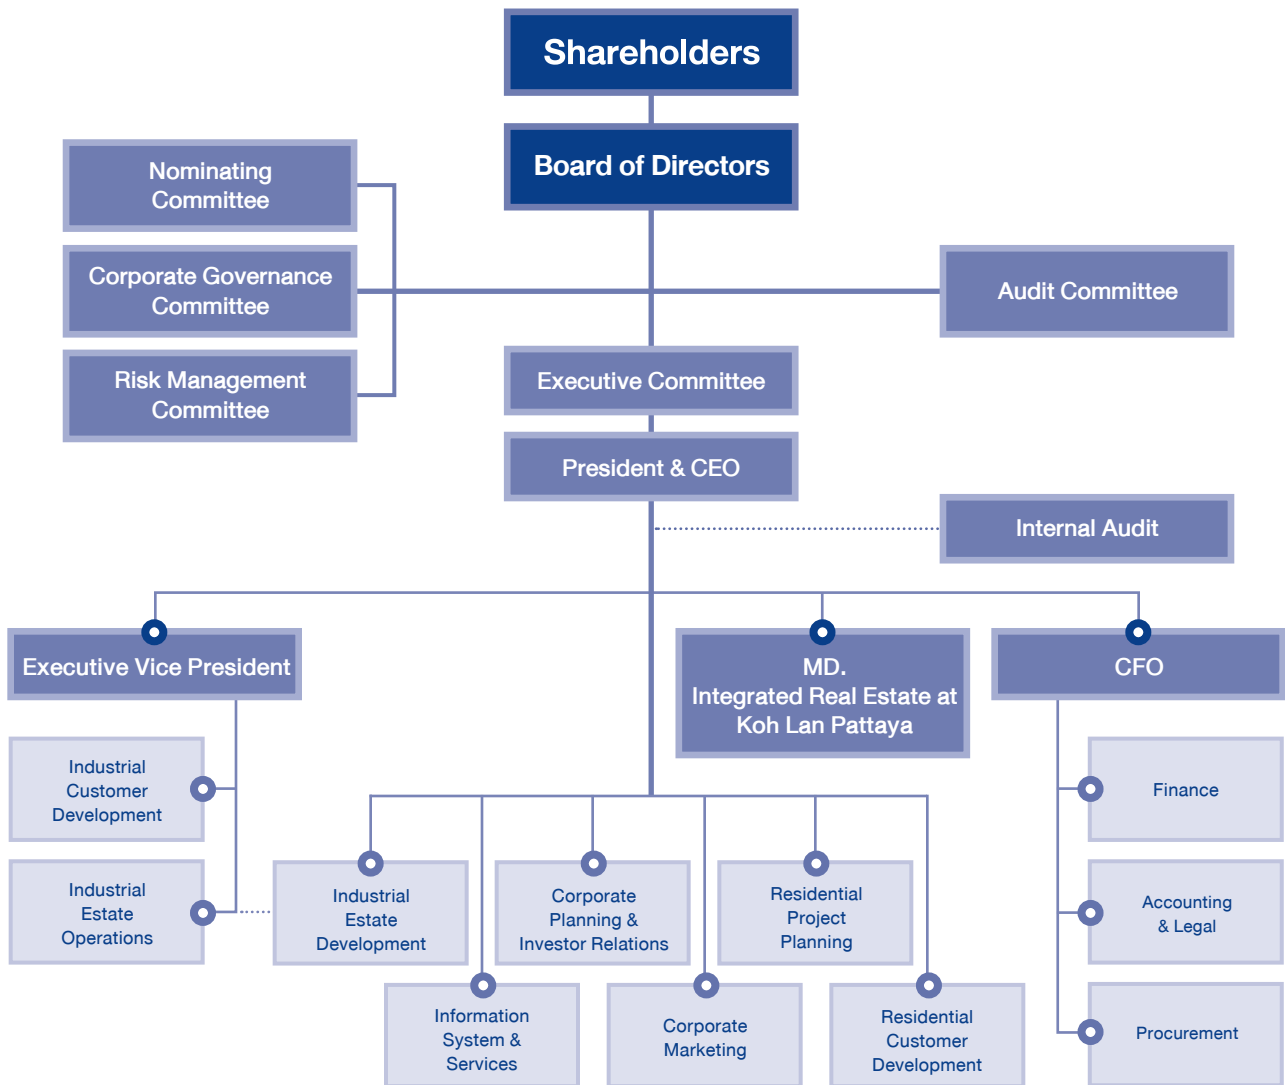 Shareholders
Board of Directors
Nominating
Committee
Corporate Governance
Committee
Audit Committee
Risk Management
Committee
Executive Committee
President & CEO
Internal Audit
Executive Vice President
MD.
Integrated Real Estate at
Koh Lan Pattaya
CFO
Industrial
Customer
Development
Finance
Industrial
Estate
Operations
Industrial
Estate
Development
Corporate
Planning &
Investor Relations
Residential
Project
Planning
Accounting
& Legal
Information
System &
Services
Corporate
Marketing
Residential
Customer
Development
Procurement